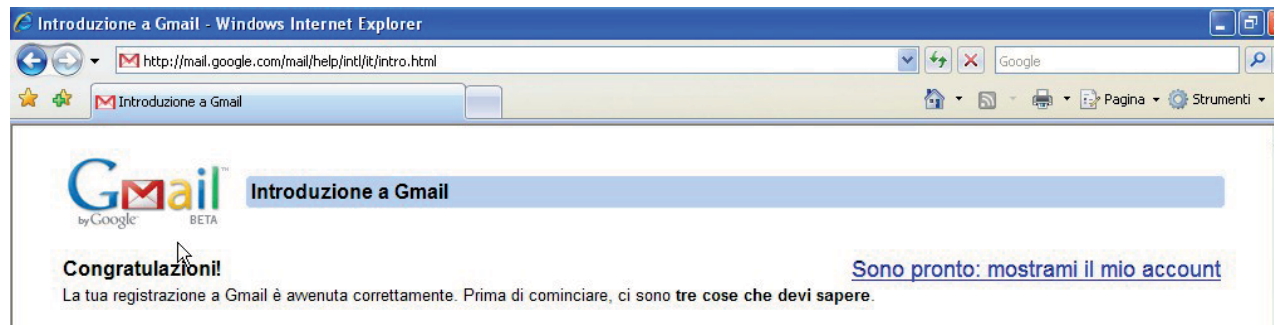 Introduzione a Gmail - Windows Internet Explorer
http://mail.google.com/mail/help/intl/it/intro.html
Google
Introduzione a Gmail
Pagina
Strumenti
Gmail™
by Google BETA
Introduzione a Gmail
Congratulazioni!
Sono pronto: mostrami il mio account
La tua registrazione a Gmail è avvenuta correttamente. Prima di cominciare, ci sono tre cose che devi sapere.